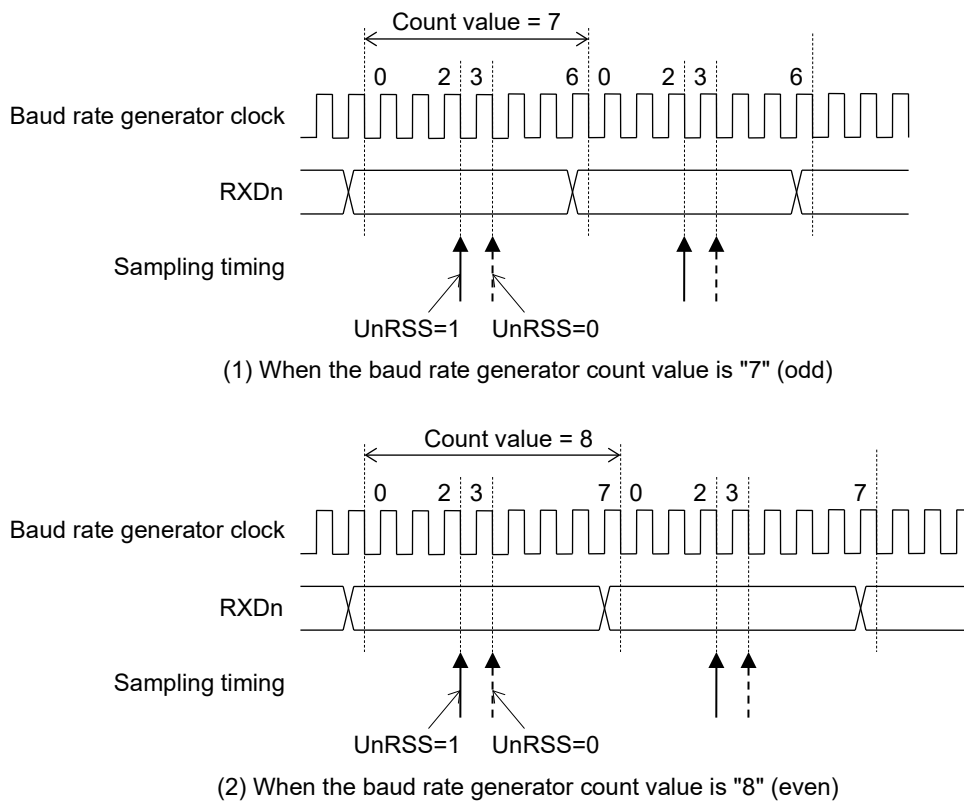 Count value = 7
0 2 3 6 0 2 3 6
Baud rate generator clock
RXDn
Sampling timing
UnRSS=1 UnRSS=0
(1) When the baud rate generator count value is "7" (odd)
Count value = 8
0 2 3 7 0 2 3 7
Baud rate generator clock
RXDn
Sampling timing
UnRSS=1 UnRSS=0
(2) When the baud rate generator count value is "8" (even)